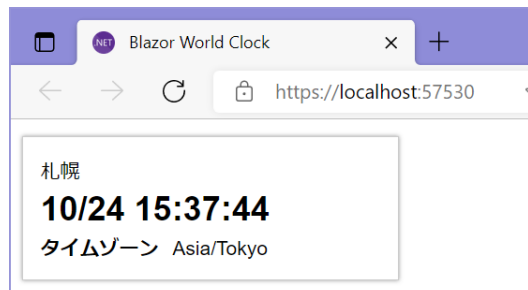 .NET Blazor World Clock
https://localhost:57530
札幌
10/24 15:37:44
タイムゾーン Asia/Tokyo